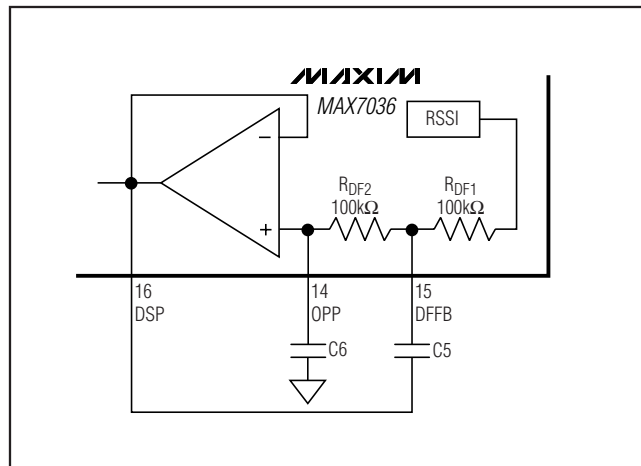 MAXIM
MAX7036
RSSI
RDF2
100kΩ
RDF1
100kΩ
−
+
16
DSP
14
OPP
15
DFFB
C6
C5